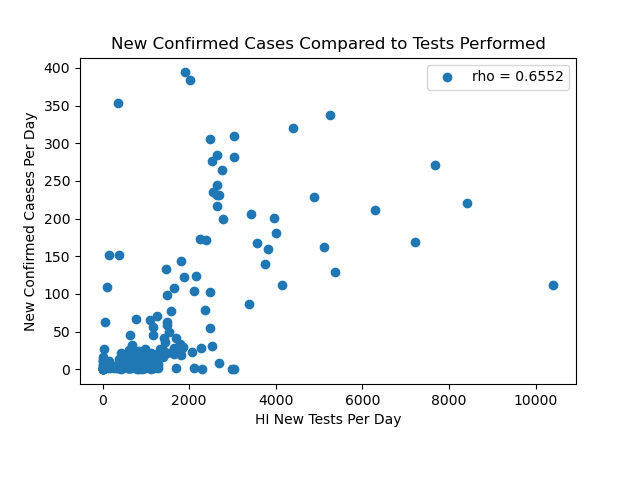 New Confirmed Cases Compared to Tests Performed
rho = 0.6552
400
350
300
250
200
150
100
50
0
New Confirmed Caeses Per Day
0 2000 4000 6000 8000 10000
HI New Tests Per Day